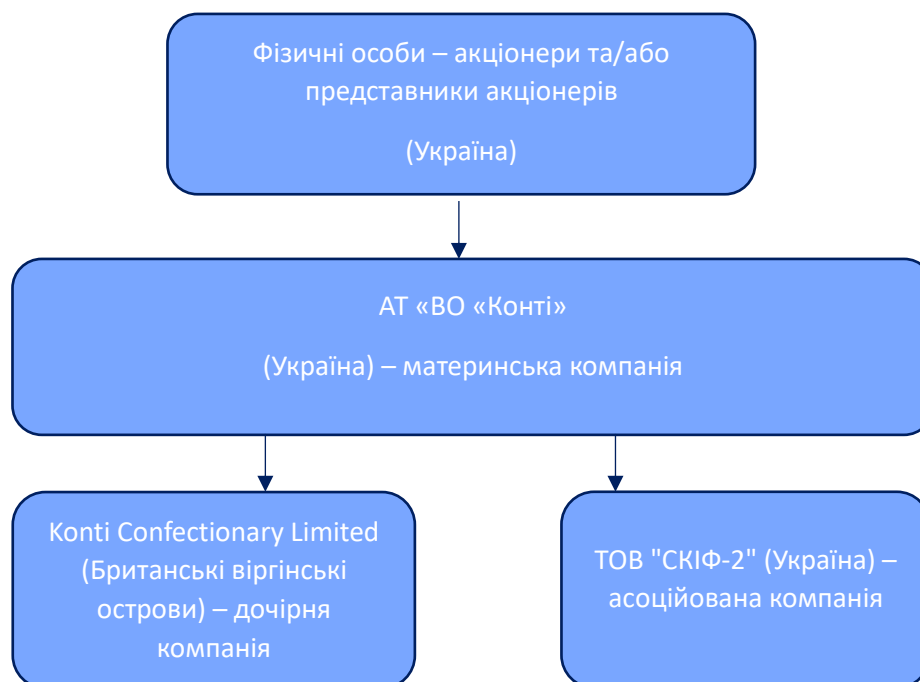 Фізичні особи – акціонери та/або
представники акціонерів
(Україна)
АТ «ВО «Конті»
(Україна) – материнська компанія
Konti Confectionary Limited
(Британські віргінські
острови) – дочірня
компанія
ТОВ "СКІФ-2" (Україна) –
асоційована компанія